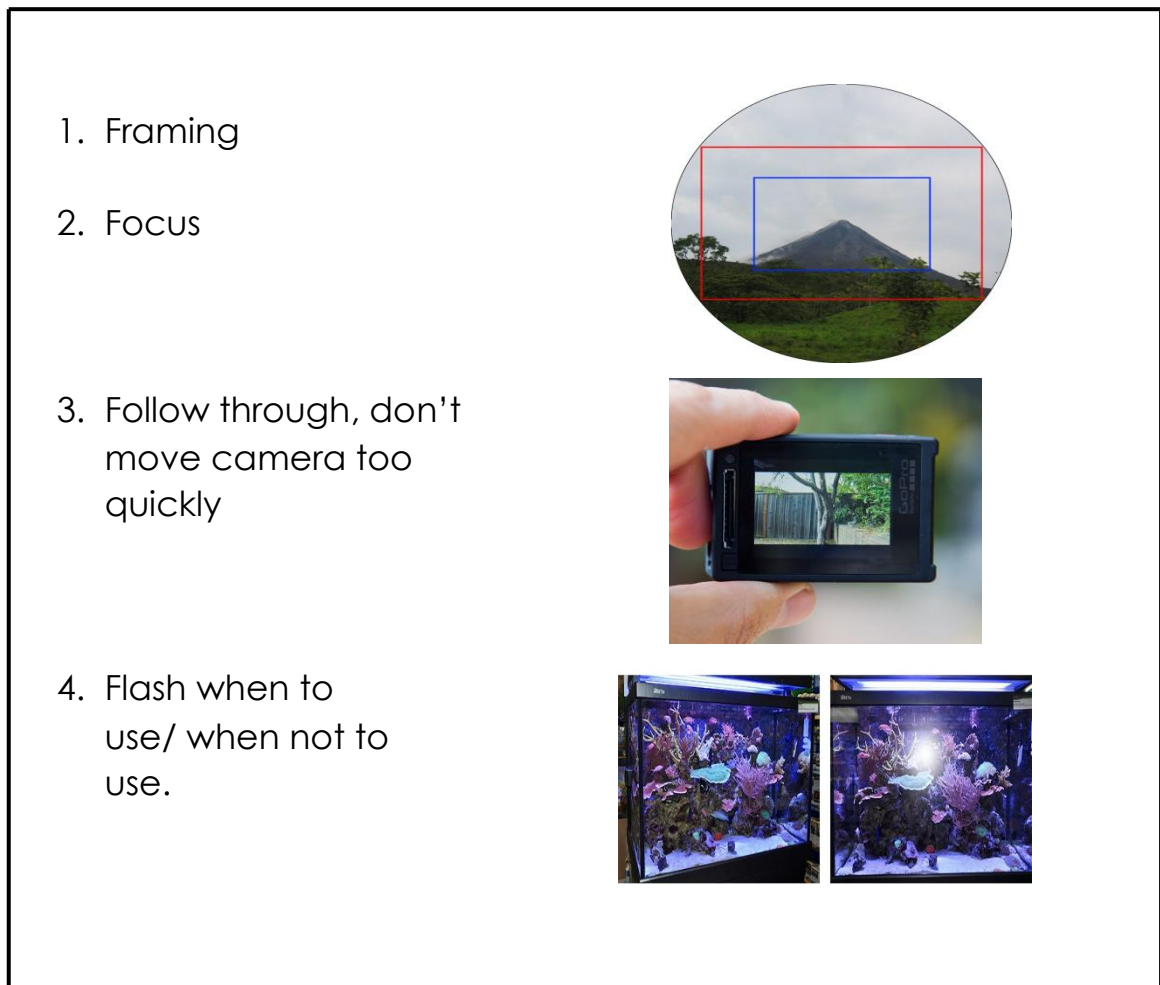 1. Framing
2. Focus
3. Follow through, don’t
move camera too
quickly
GoPro
4. Flash when to
use/ when not to
use.